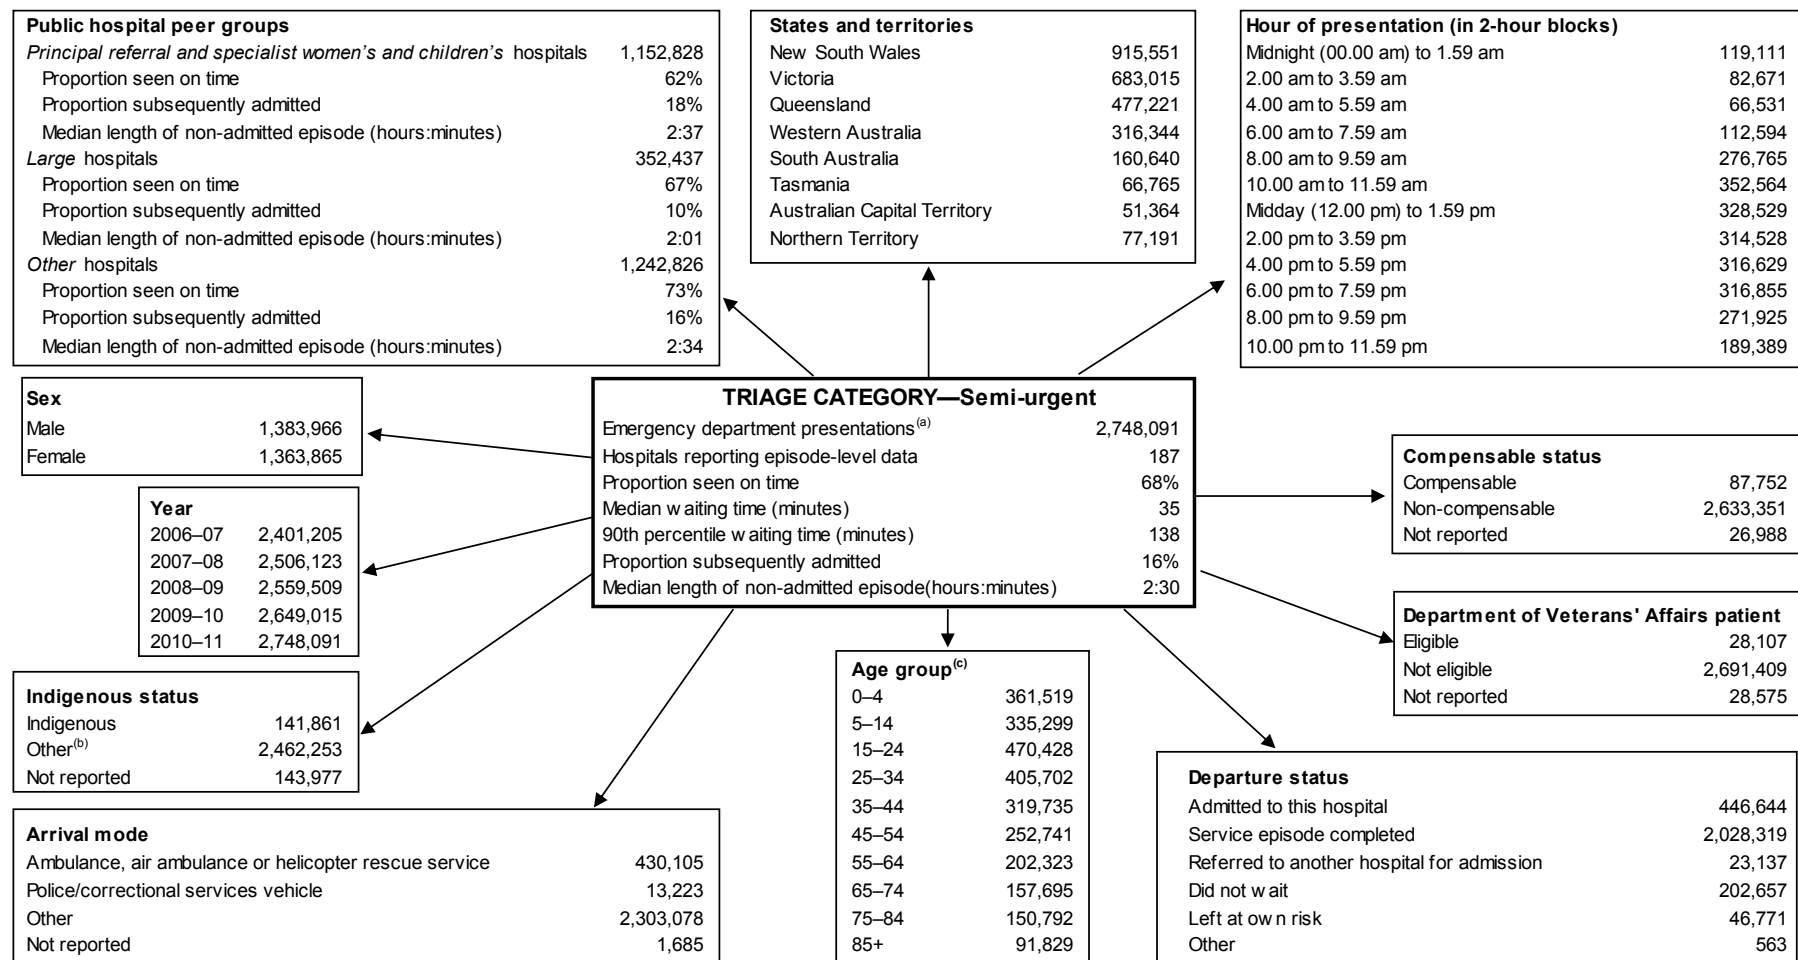 Public hospital peer groups
Principal referral and specialist women's and children's hospitals 1,152,828
Proportion seen on time 62%
Proportion subsequently admitted 18%
Median length of non-admitted episode (hours:minutes) 2:37
Large hospitals 352,437
Proportion seen on time 67%
Proportion subsequently admitted 10%
Median length of non-admitted episode (hours:minutes) 2:01
Other hospitals 1,242,826
Proportion seen on time 73%
Proportion subsequently admitted 16%
Median length of non-admitted episode (hours:minutes) 2:34
States and territories
New South Wales 915,551
Victoria 683,015
Queensland 477,221
Western Australia 316,344
South Australia 160,640
Tasmania 66,765
Australian Capital Territory 51,364
Northern Territory 77,191
Hour of presentation (in 2-hour blocks)
Midnight (00.00 am) to 1.59 am 119,111
2.00 am to 3.59 am 82,671
4.00 am to 5.59 am 66,531
6.00 am to 7.59 am 112,594
8.00 am to 9.59 am 276,765
10.00 am to 11.59 am 352,564
Midday (12.00 pm) to 1.59 pm 328,529
2.00 pm to 3.59 pm 314,528
4.00 pm to 5.59 pm 316,629
6.00 pm to 7.59 pm 316,855
8.00 pm to 9.59 pm 271,925
10.00 pm to 11.59 pm 189,389
Sex
Male 1,383,966
Female 1,363,865
TRIAGE CATEGORY—Semi-urgent
Emergency department presentations(a) 2,748,091
Hospitals reporting episode-level data 187
Proportion seen on time 68%
Median waiting time (minutes) 35
90th percentile waiting time (minutes) 138
Proportion subsequently admitted 16%
Median length of non-admitted episode(hours:minutes) 2:30
Compensable status
Compensable 87,752
Non-compensable 2,633,351
Not reported 26,988
Year
2006–07 2,401,205
2007–08 2,506,123
2008–09 2,559,509
2009–10 2,649,015
2010–11 2,748,091
Department of Veterans' Affairs patient
Eligible 28,107
Not eligible 2,691,409
Not reported 28,575
Indigenous status
Indigenous 141,861
Other(b) 2,462,253
Not reported 143,977
Age group(c)
0–4 361,519
5–14 335,299
15–24 470,428
25–34 405,702
35–44 319,735
45–54 252,741
55–64 202,323
65–74 157,695
75–84 150,792
85+ 91,829
Departure status
Admitted to this hospital 446,644
Service episode completed 2,028,319
Referred to another hospital for admission 23,137
Did not wait 202,657
Left at own risk 46,771
Other 563
Arrival mode
Ambulance, air ambulance or helicopter rescue service 430,105
Police/correctional services vehicle 13,223
Other 2,303,078
Not reported 1,685